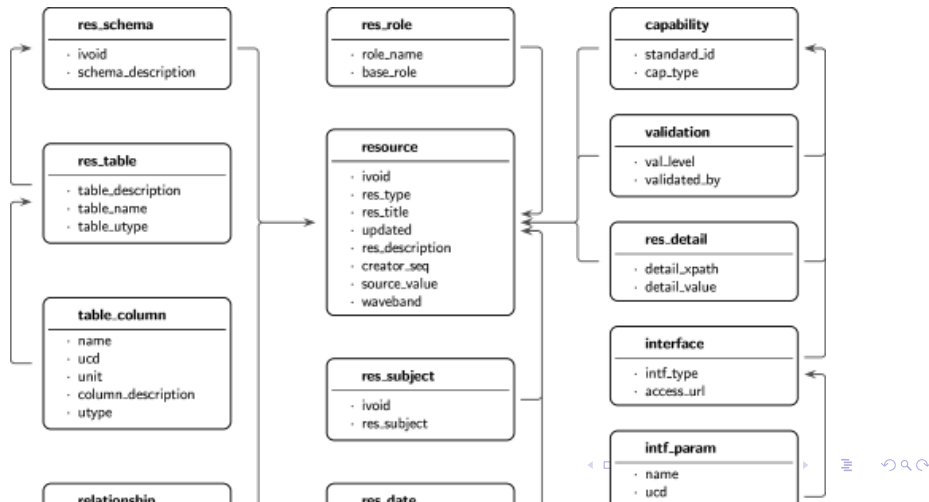 res_schema
· ivoid
· schema_description
res_table
· table_description
· table_name
· table_utype
table_column
· name
· ucd
· unit
· column_description
· utype
relationship
res_role
· role_name
· base_role
resource
· ivoid
· res_type
· res_title
· updated
· res_description
· creator_seq
· source_value
· waveband
res_subject
· ivoid
· res_subject
res_date
capability
· standard_id
· cap_type
validation
· val_level
· validated_by
res_detail
· detail_xpath
· detail_value
interface
· intf_type
· access_url
intf_param
· name
· ucd